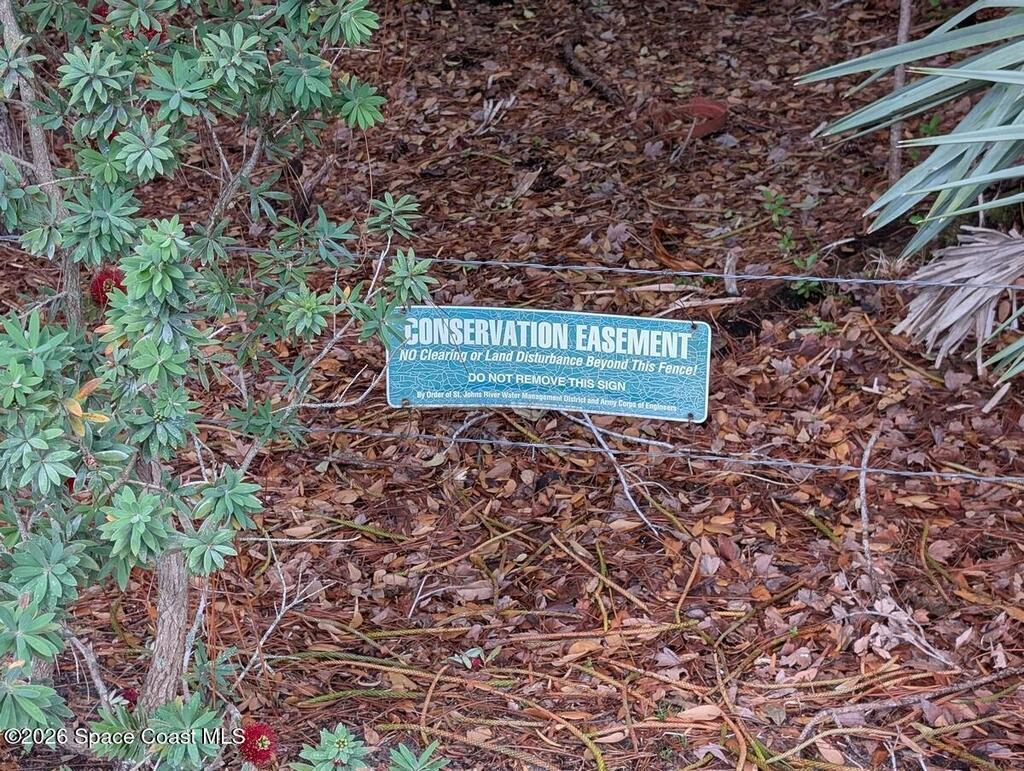 CONSERVATION EASEMENT
NO Clearing or Land Disturbance Beyond This Fence!
DO NOT REMOVE THIS SIGN
By Order of St. Johns River Water Management District and Army Corps of Engineers
©2026 Space Coast MLS